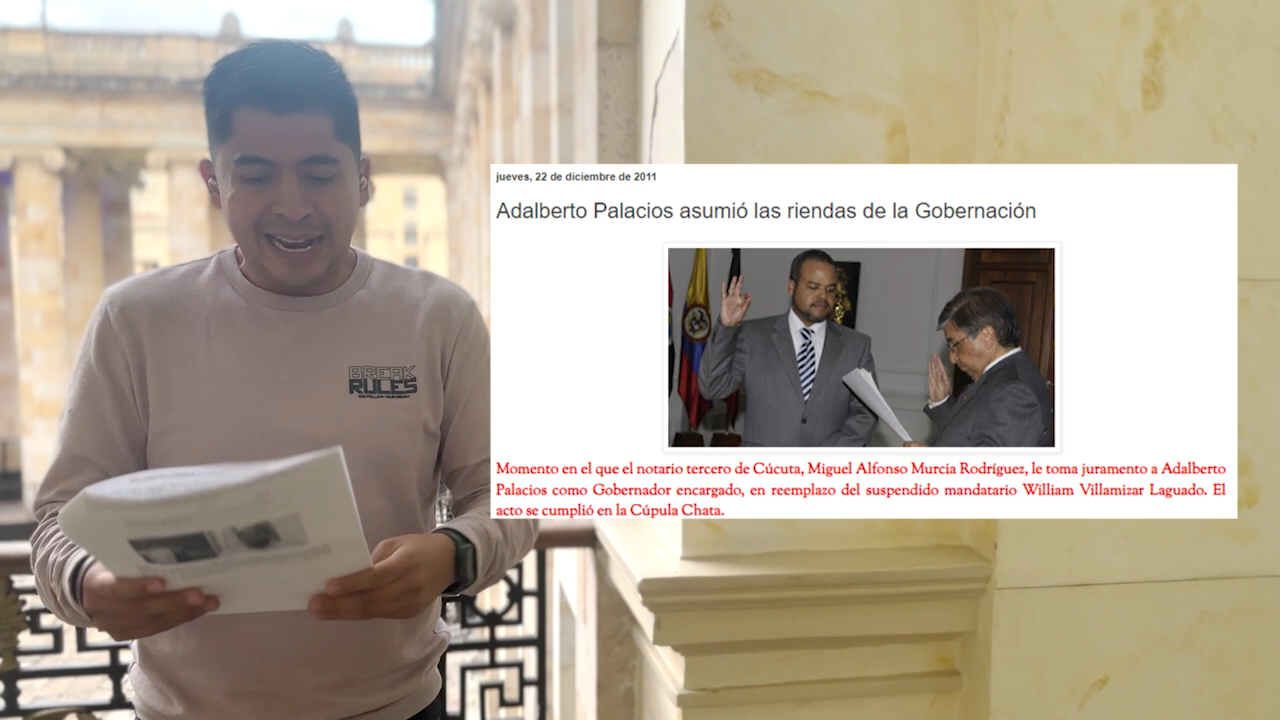 BREAK
RULES
jueves, 22 de diciembre de 2011
Adalberto Palacios asumió las riendas de la Gobernación
Momento en el que el notario tercero de Cúcuta, Miguel Alfonso Murcia Rodríguez, le toma juramento a Adalberto
Palacios como Gobernador encargado, en reemplazo del suspendido mandatario William Villamizar Laguado. El
acto se cumplió en la Cúpula Chata.